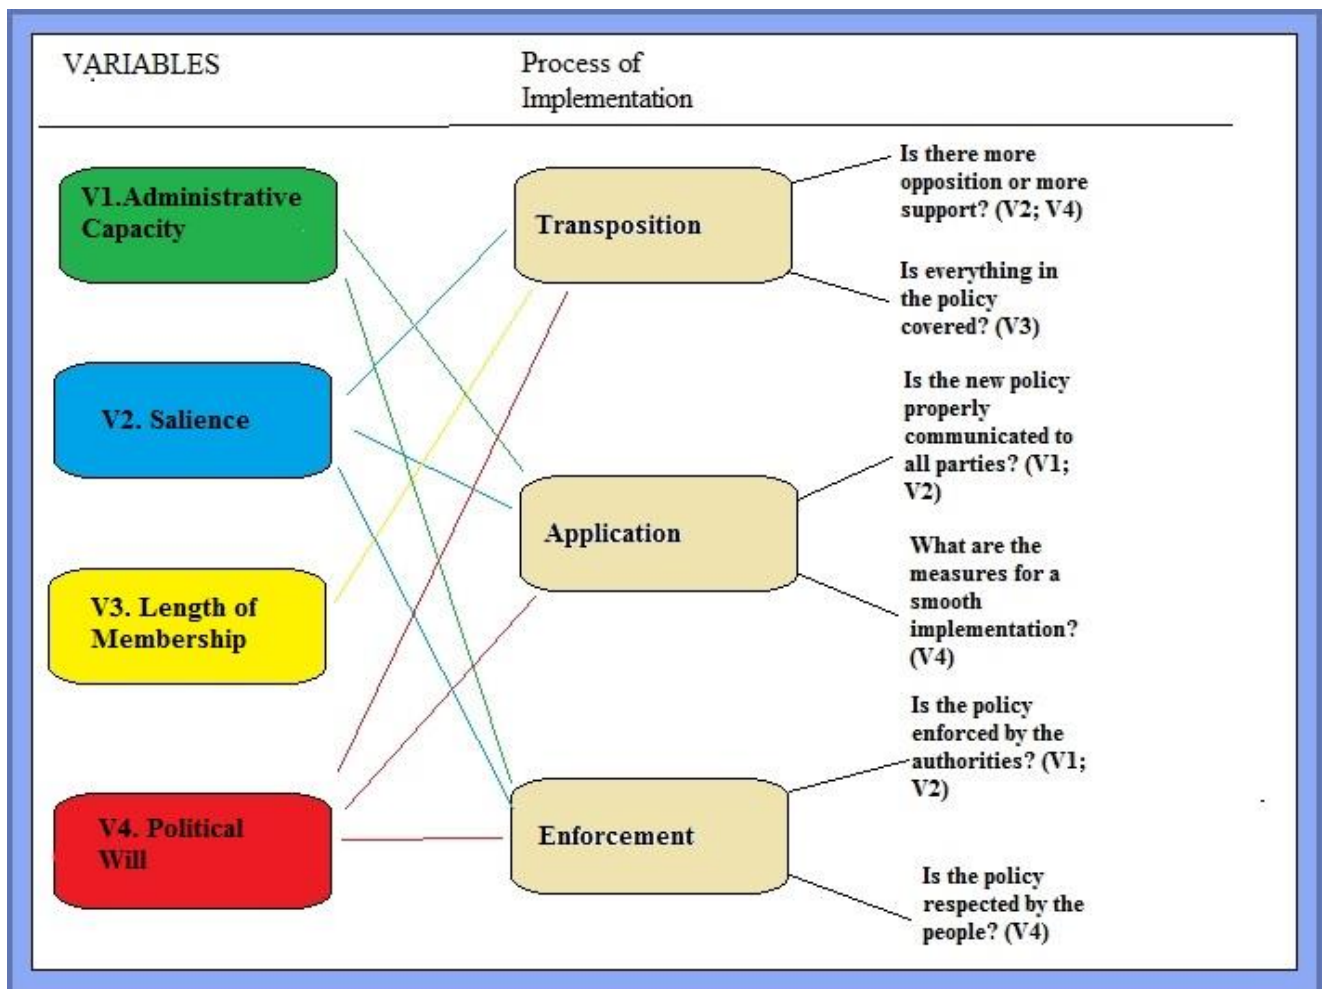 VARIABLES
Process of
Implementation
V1.Administrative
Capacity
V2. Salience
V3. Length of
Membership
V4. Political
Will
Transposition
Application
Enforcement
Is there more
opposition or more
support? (V2; V4)
Is everything in
the policy
covered? (V3)
Is the new policy
properly
communicated to
all parties? (V1;
V2)
What are the
measures for a
smooth
implementation?
(V4)
Is the policy
enforced by the
authorities? (V1;
V2)
Is the policy
respected by the
people? (V4)